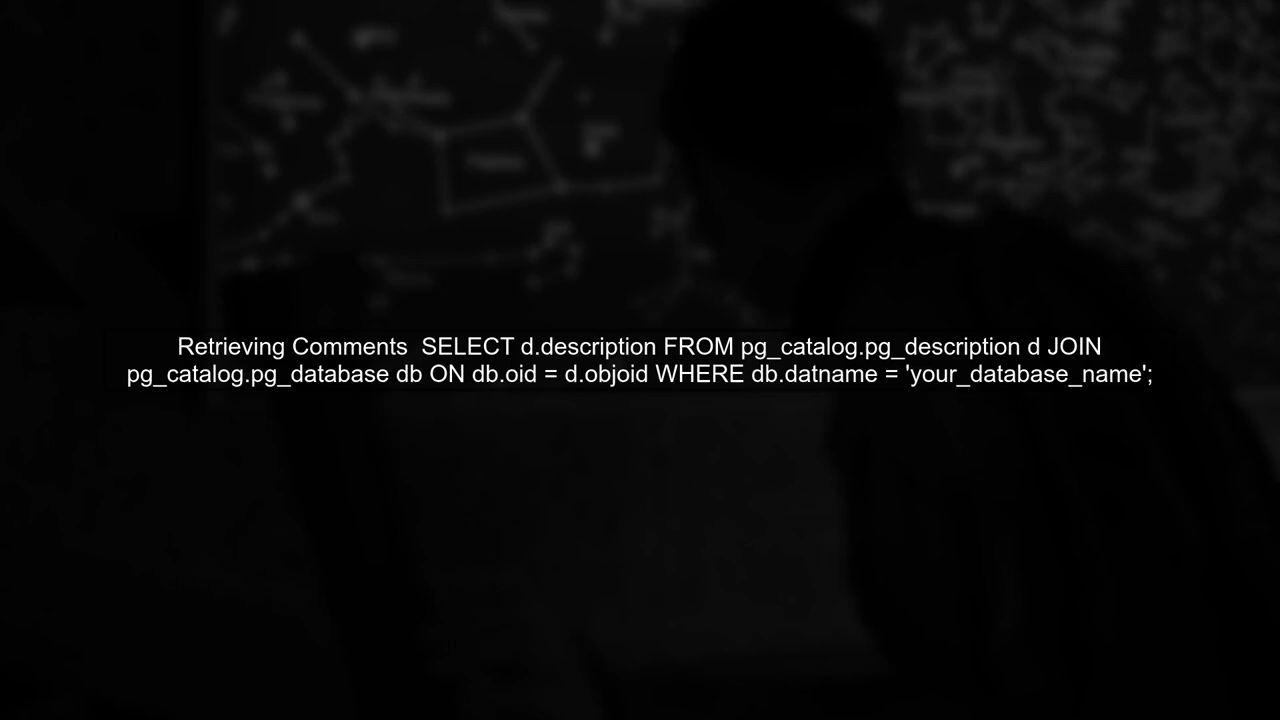 Retrieving Comments  SELECT d.description FROM pg_catalog.pg_description d JOIN
pg_catalog.pg_database db ON db.oid = d.objoid WHERE db.datname = 'your_database_name';